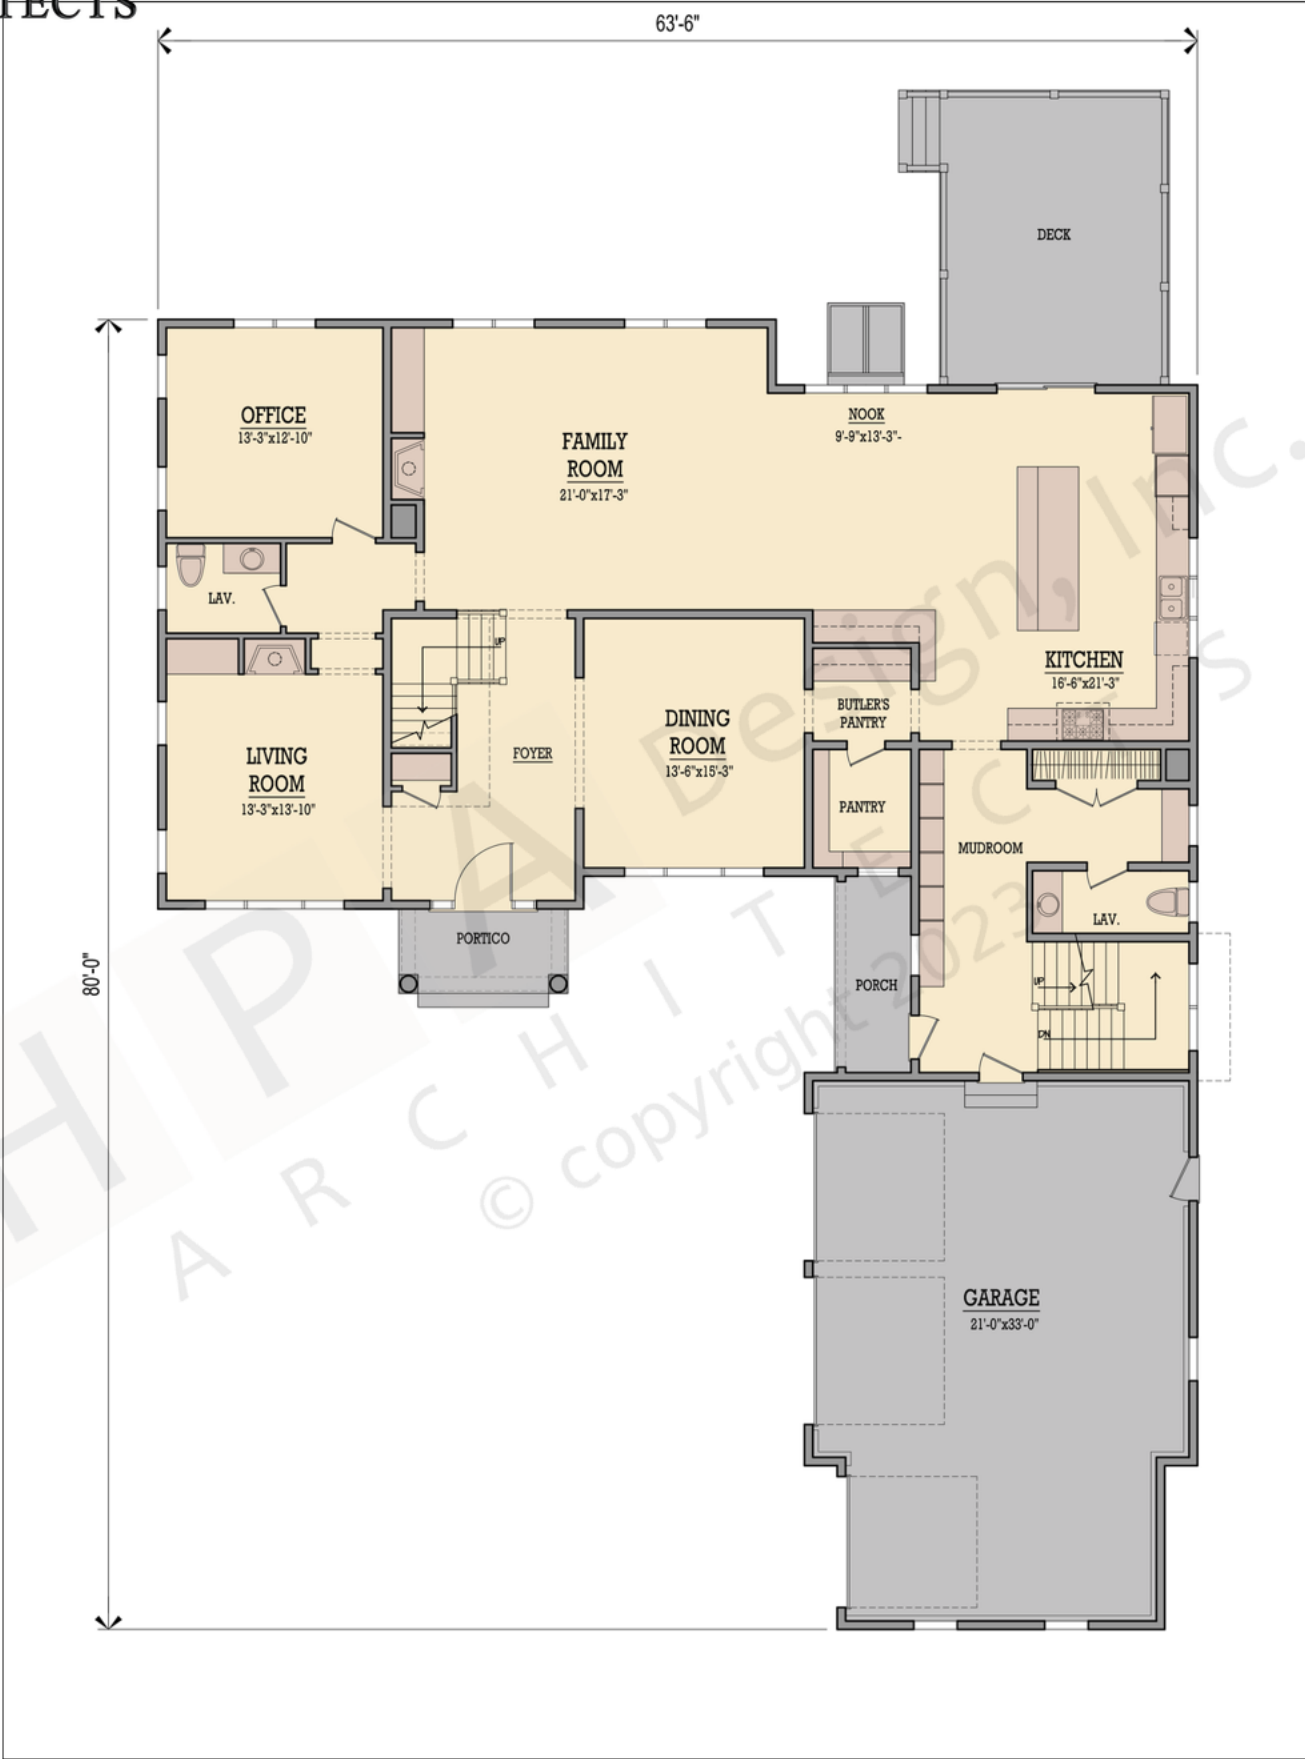 TECTS
63'-6"
DECK
OFFICE
13'-3"x12'-10"
FAMILY
ROOM
21'-0"x17'-3"
NOOK
9'-9"x13'-3"-
LAV.
UP
KITCHEN
16'-6"x21'-3"
BUTLER'S
PANTRY
DINING
ROOM
13'-6"x15'-3"
FOYER
LIVING
ROOM
13'-3"x13'-10"
PANTRY
MUDROOM
LAV.
PORTICO
PORCH
UP
DN
80'-0"
GARAGE
21'-0"x33'-0"
HPA Design, Inc.
ARCHITECTS
© copyright 2023